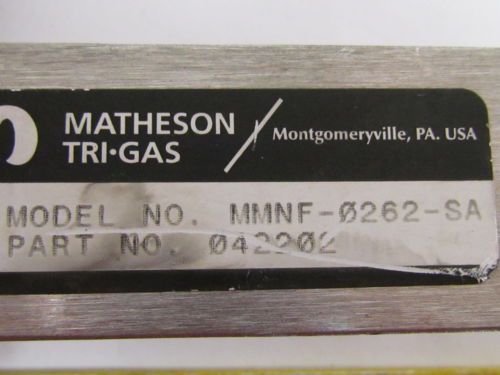 MATHESON
TRI•GAS
Montgomeryville, PA. USA
MODEL NO. MMNF-Ø262-SA
PART NO. Ø422Ø2